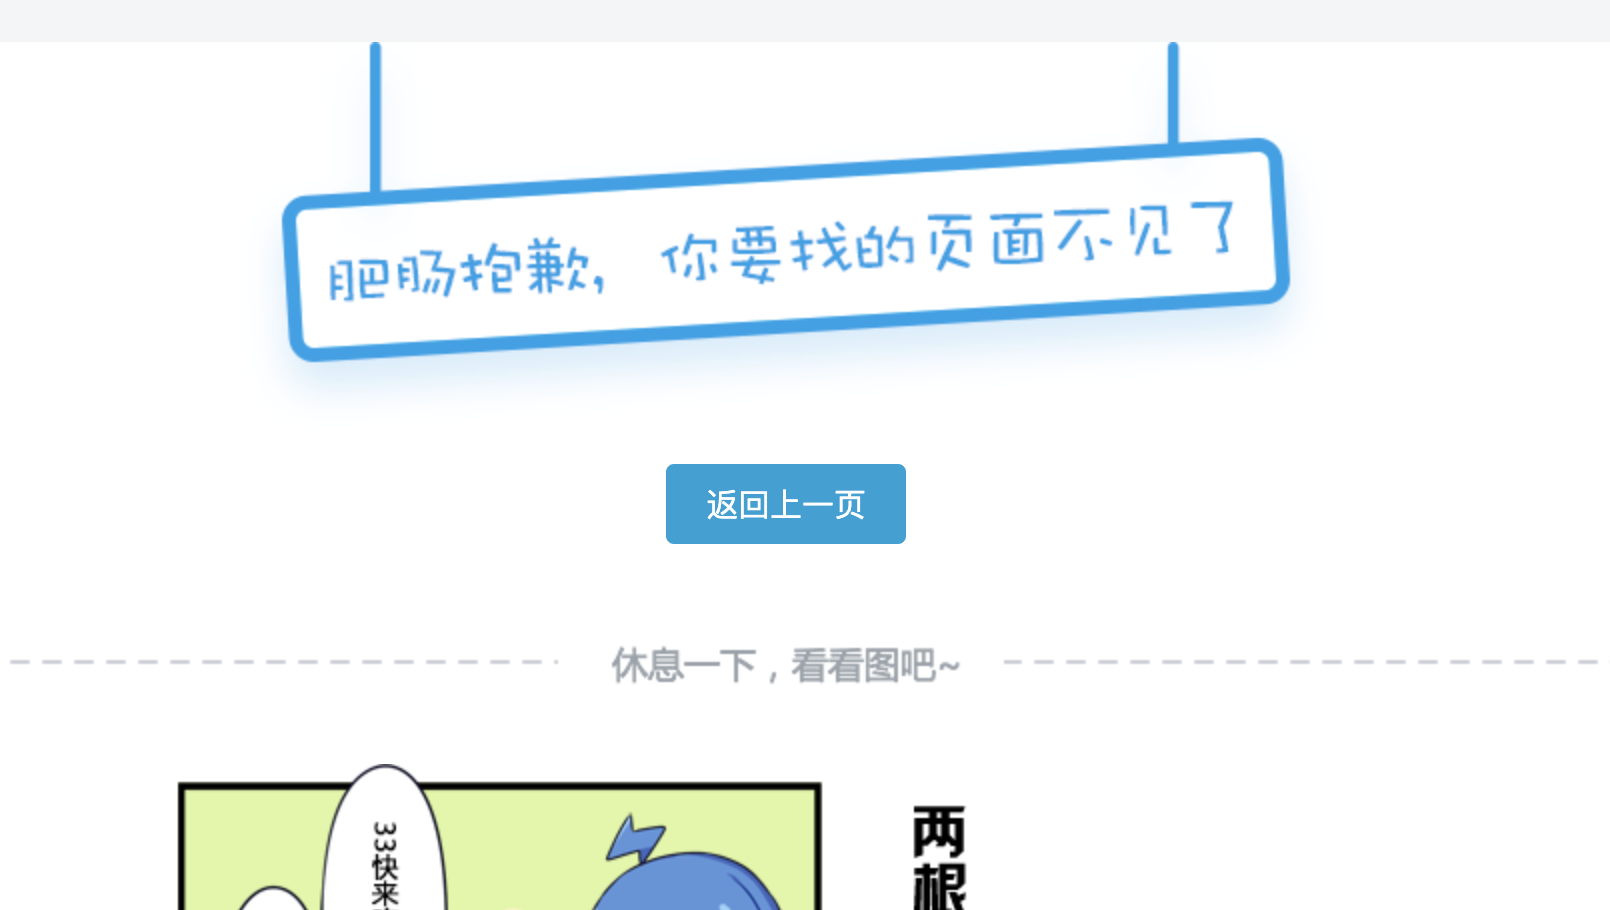 肥肠抱歉，你要找的页面不见了
返回上一页
休息一下，看看图吧~
33快来
两根